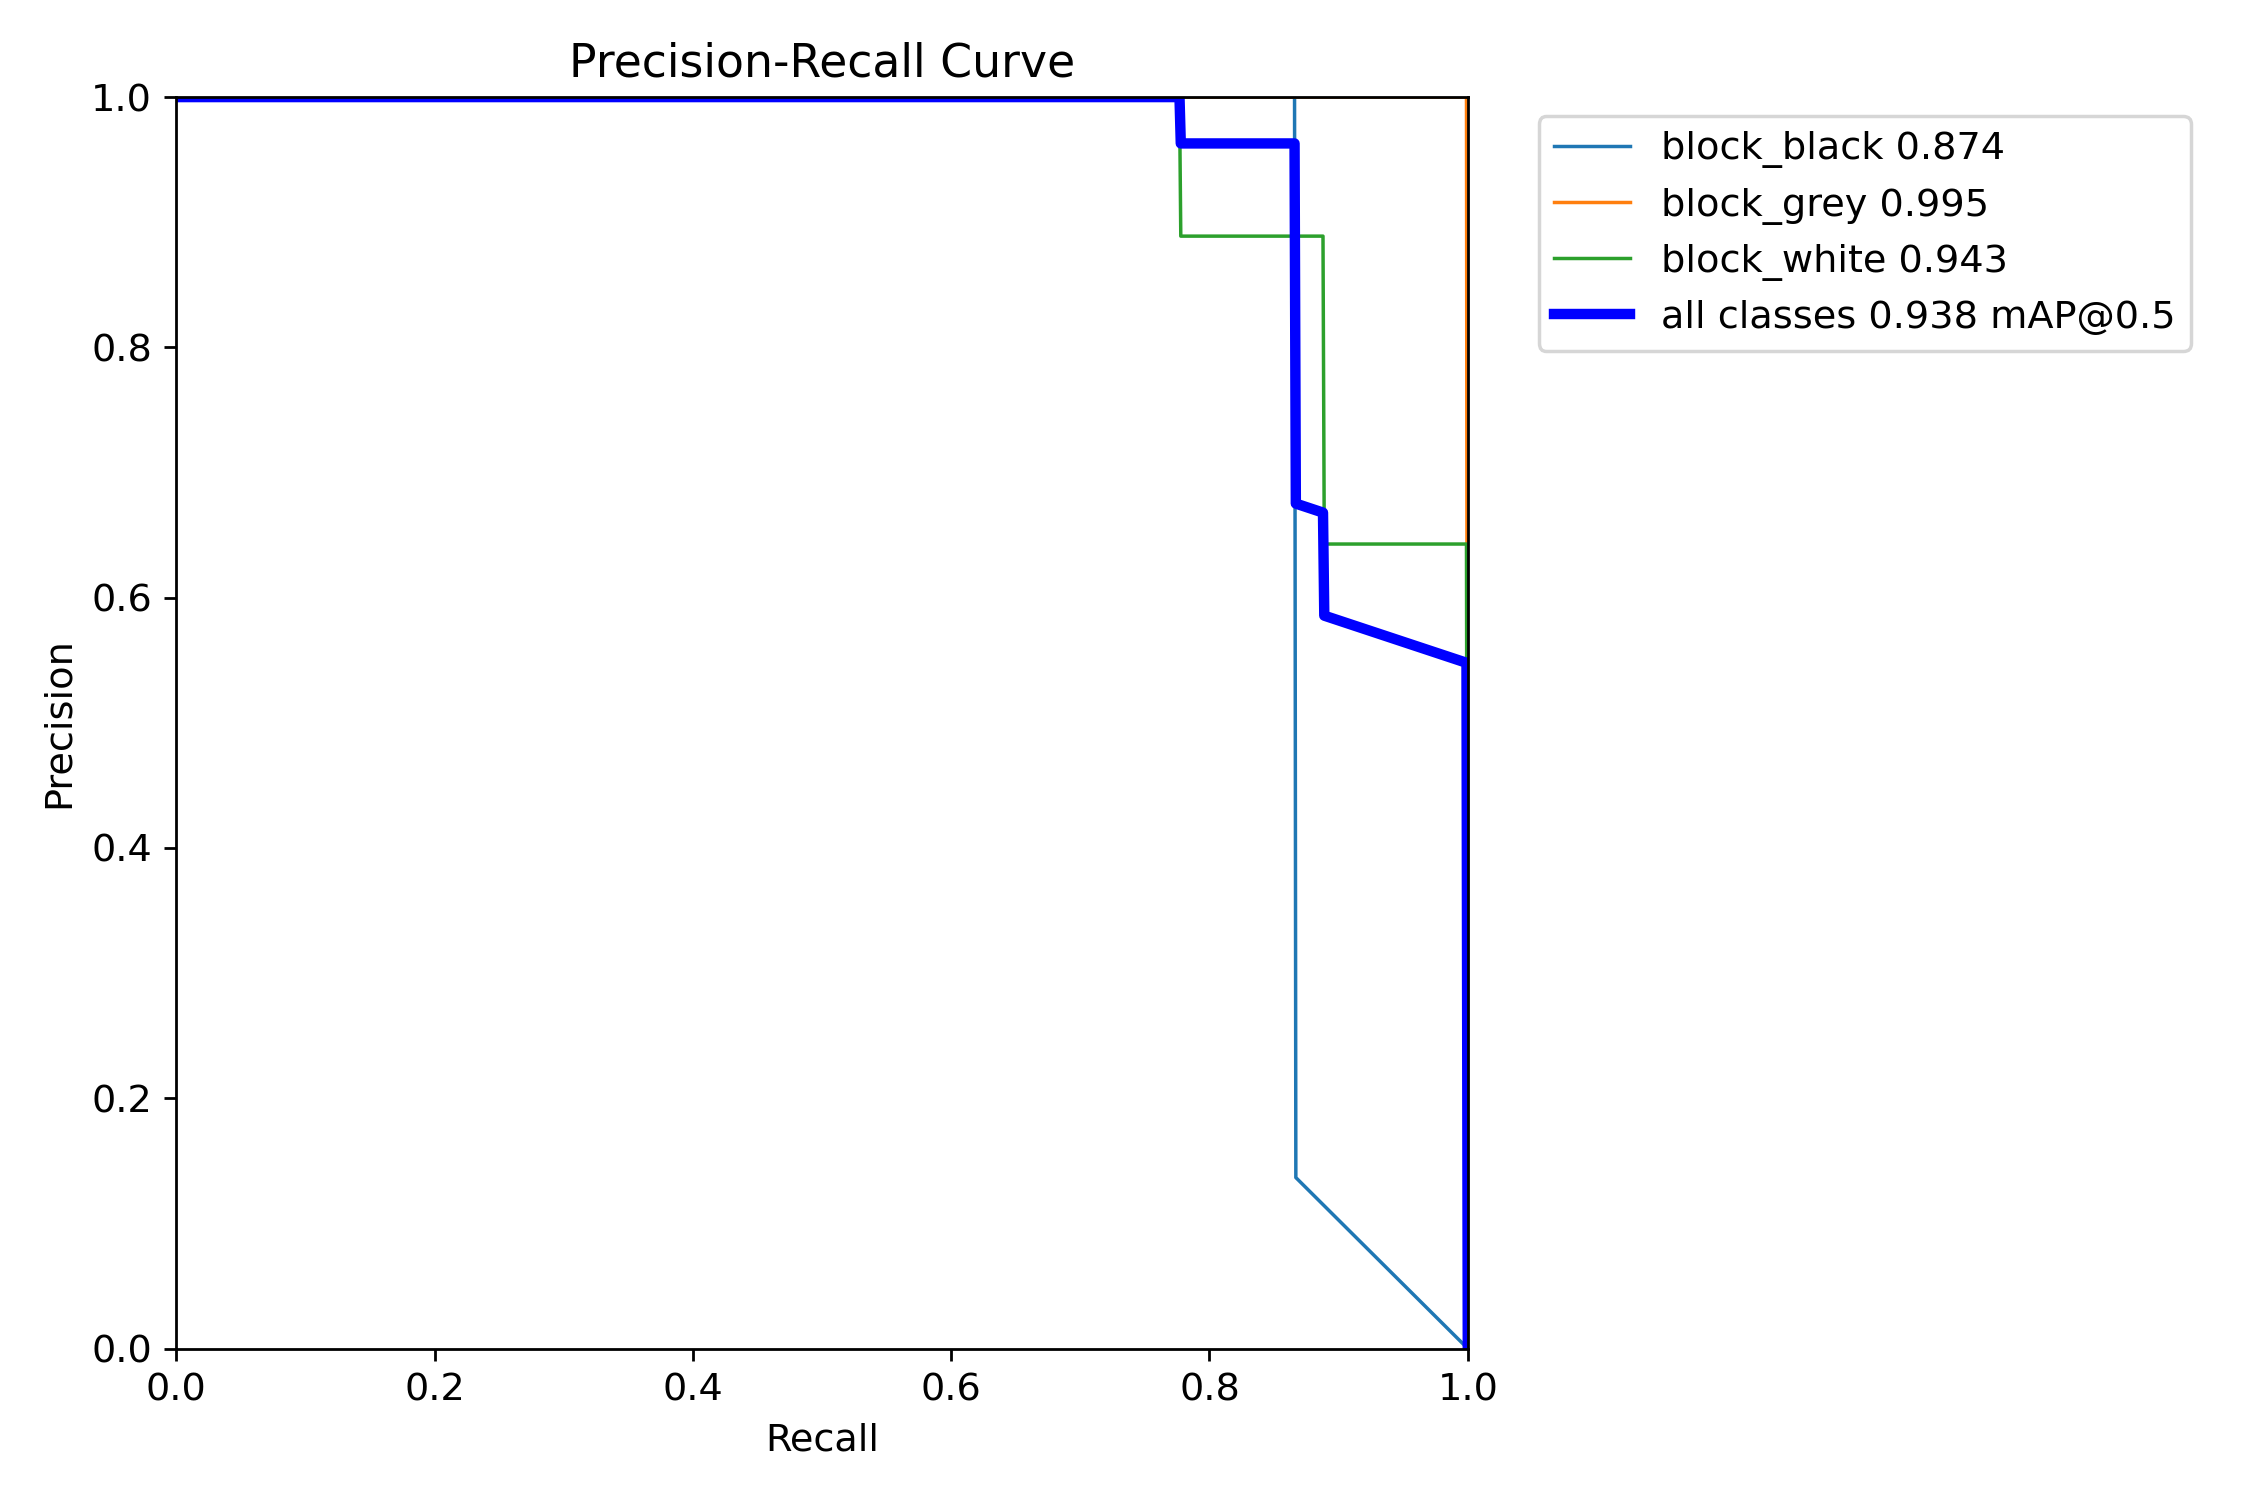 Precision-Recall Curve
1.0
0.8
0.6
0.4
0.2
0.0
Precision
0.0 0.2 0.4 0.6 0.8 1.0
Recall
block_black 0.874
block_grey 0.995
block_white 0.943
all classes 0.938 mAP@0.5